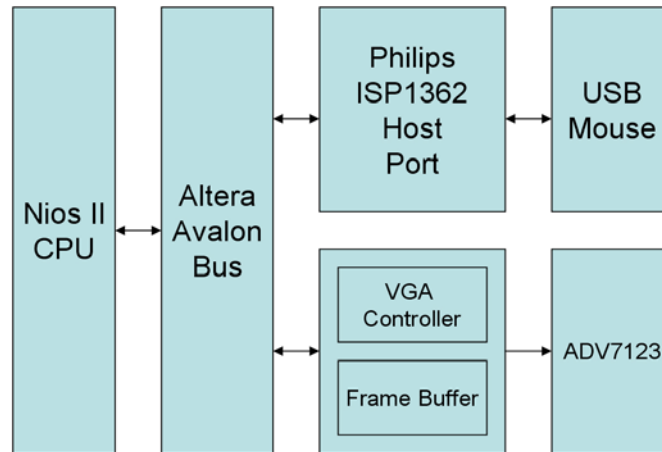 Nios II
CPU
Altera
Avalon
Bus
Philips
ISP1362
Host
Port
USB
Mouse
VGA
Controller
Frame Buffer
ADV7123